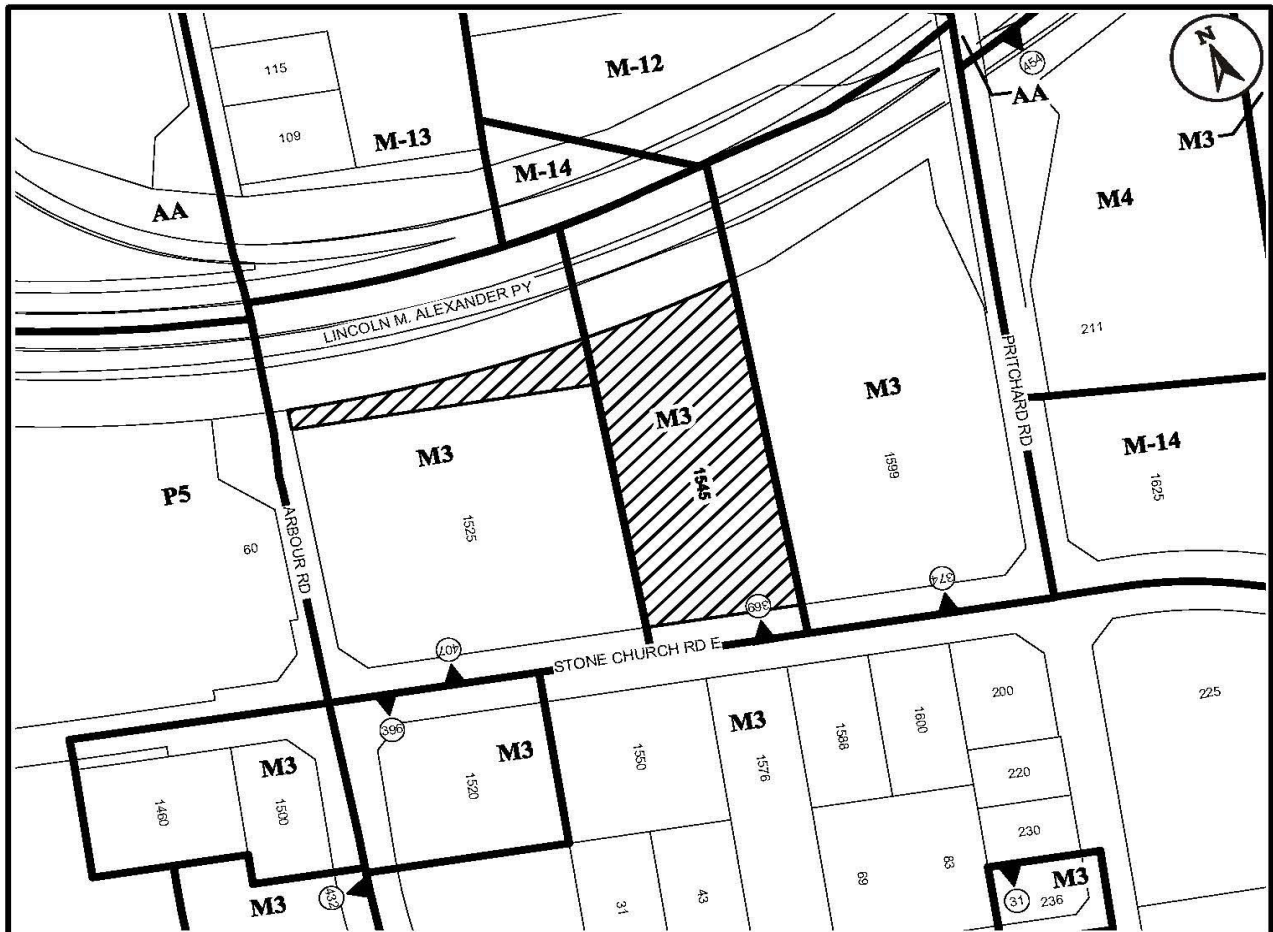 N
M-12
454
AA
115
M3
109
M-13
M-14
M4
AA
LINCOLN M. ALEXANDER PY
211
PRITCHARD RD
M3
M3
M-14
M3
1545
1599
1625
P5
1525
60
ARBOUR RD
374
369
407
STONE CHURCH RD E
396
200
225
M3
1588
1600
M3
1550
1576
M3
1520
220
1460
1500
230
83
69
M3
432
M3
31
43
31
236